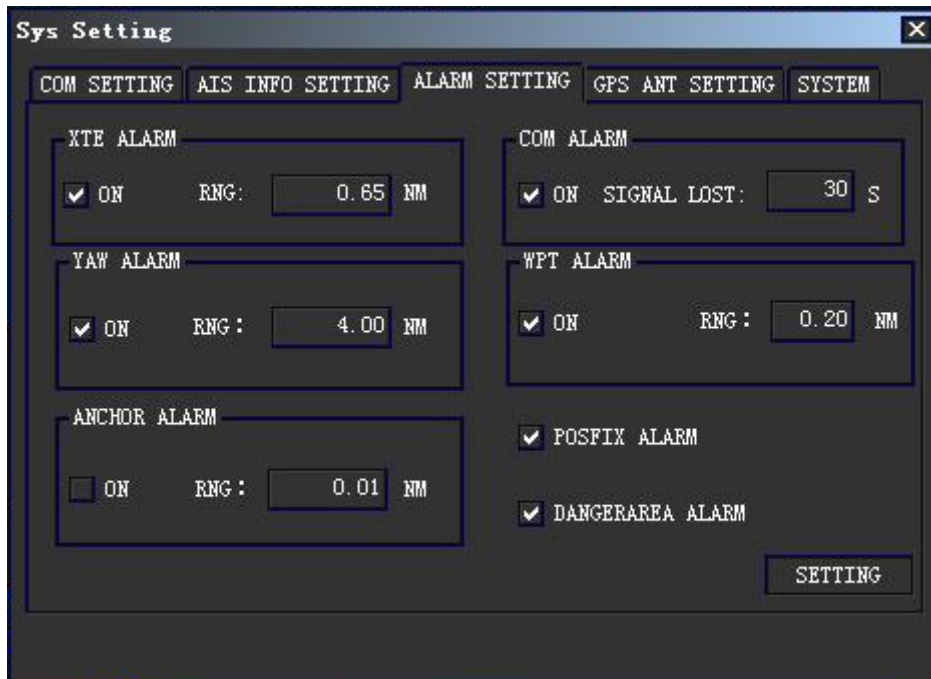 Sys Setting
COM SETTING AIS INFO SETTING ALARM SETTING GPS ANT SETTING SYSTEM
XTE ALARM
ON RNG: 0.65 NM
COM ALARM
ON SIGNAL LOST: 30 S
YAW ALARM
ON RNG: 4.00 NM
WPT ALARM
ON RNG: 0.20 NM
ANCHOR ALARM
ON RNG: 0.01 NM
POSFIX ALARM
DANGERAREA ALARM
SETTING